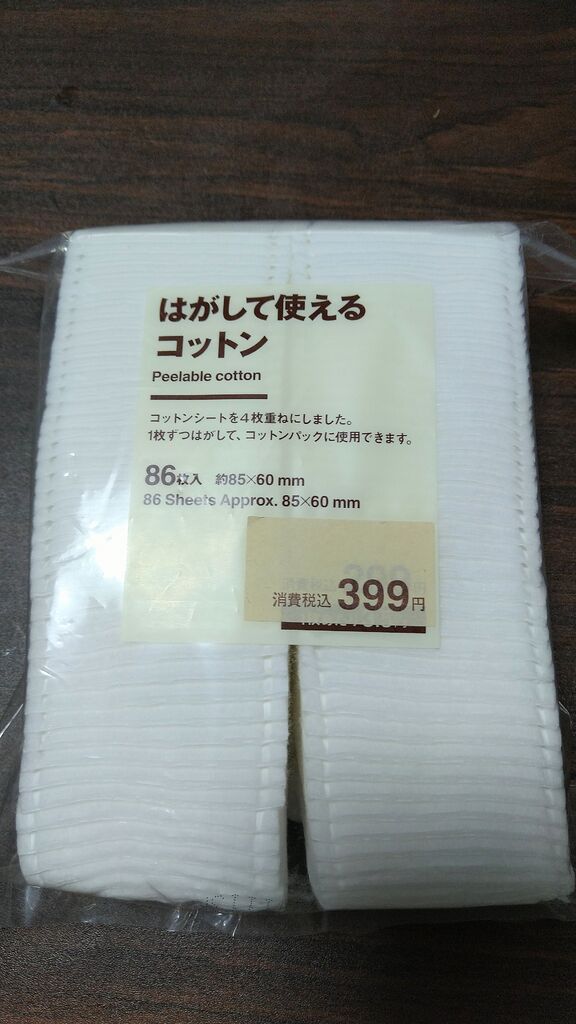 はがして使える
コットン
Peelable cotton
コットンシートを4枚重ねにしました。
1枚ずつはがして、コットンパックに使用できます。
86枚入 約85×60 mm
86 Sheets Approx. 85×60 mm
消費税込 399円